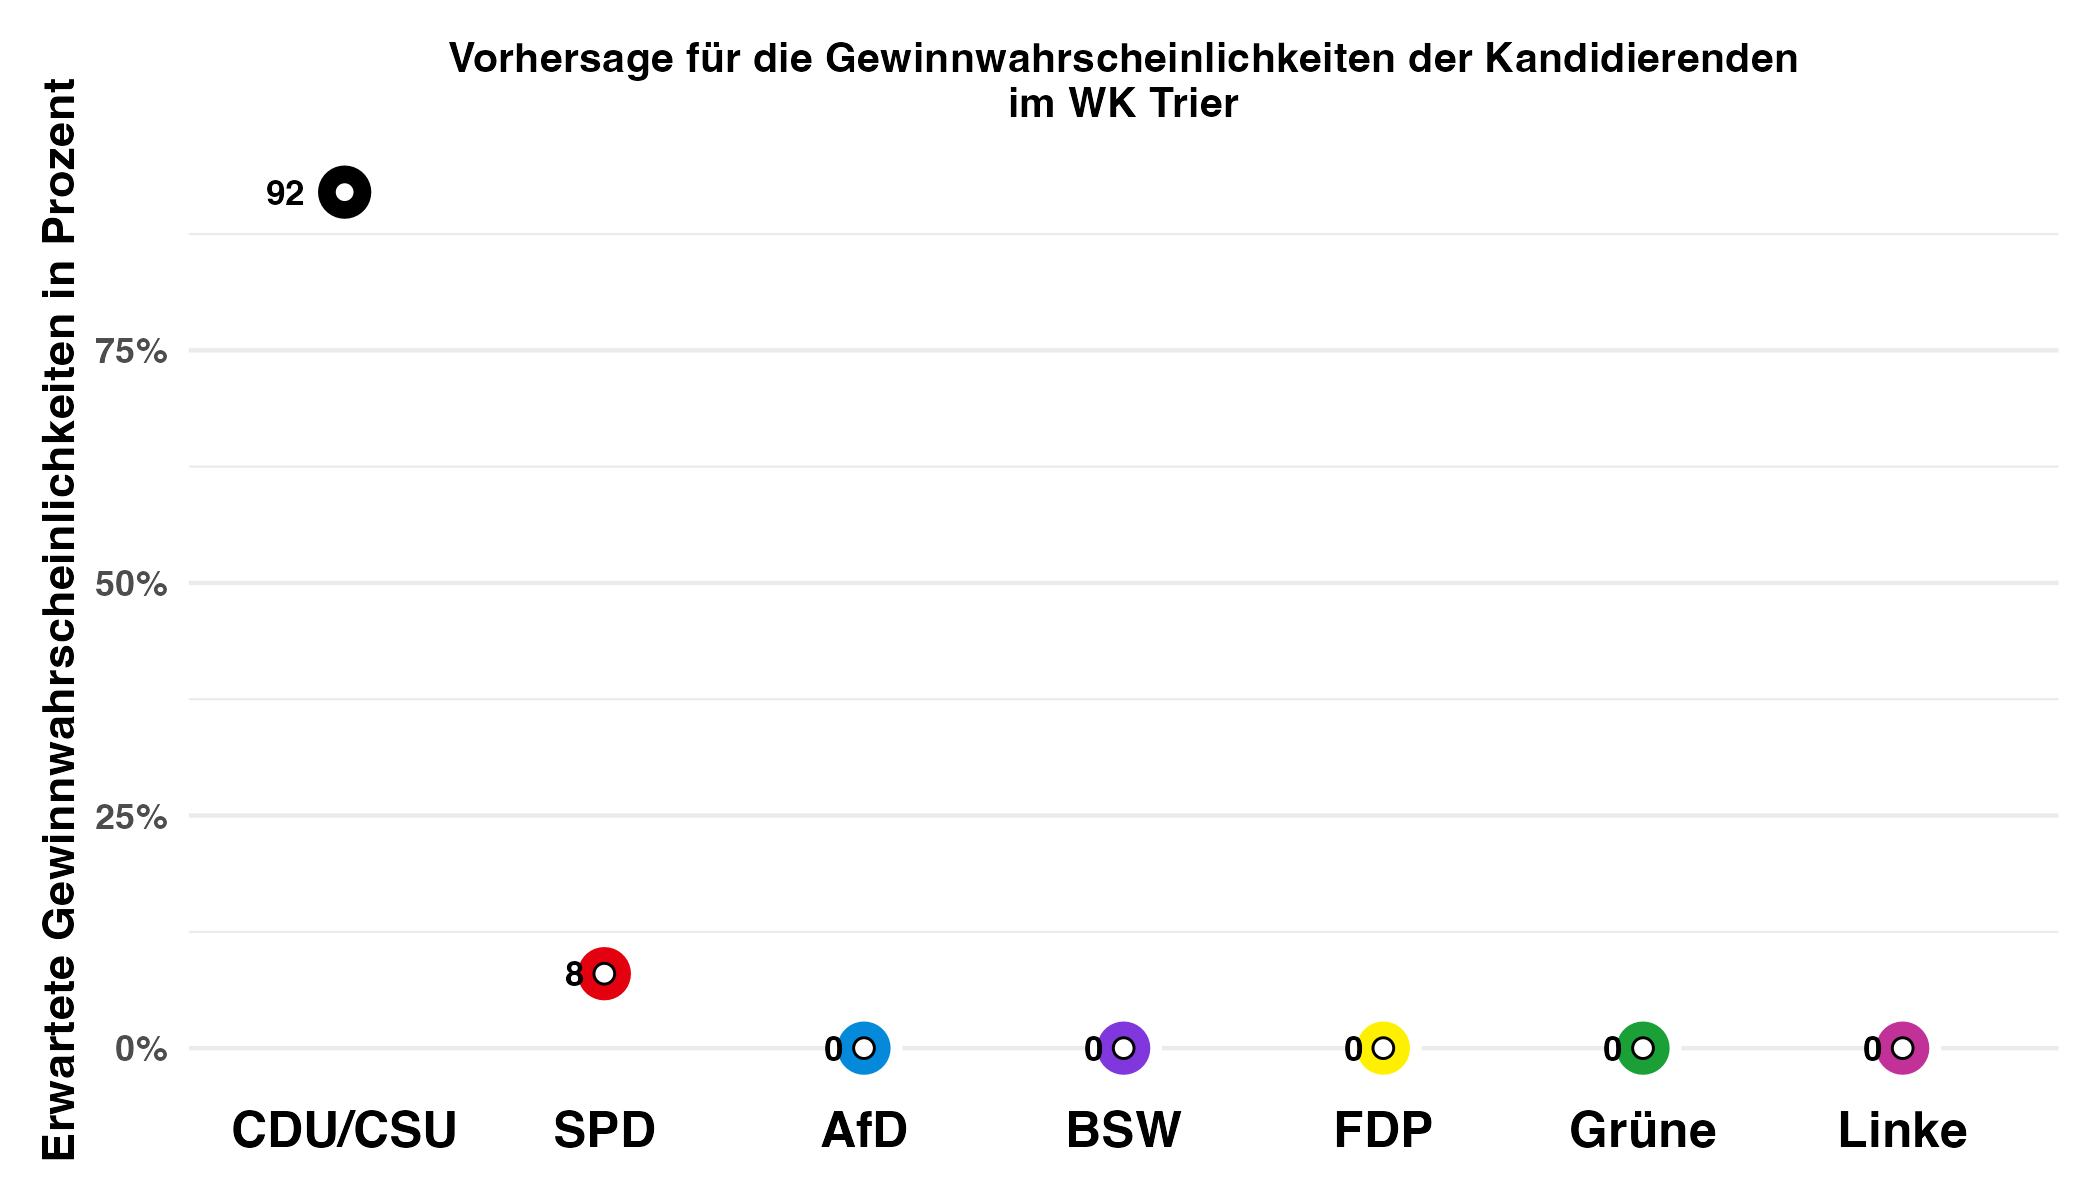 Vorhersage für die Gewinnwahrscheinlichkeiten der Kandidierenden
im WK Trier
Erwartete Gewinnwahrscheinlichkeiten in Prozent
92
75%
50%
25%
8
0%
0
0
0
0
0
CDU/CSU
SPD
AfD
BSW
FDP
Grüne
Linke